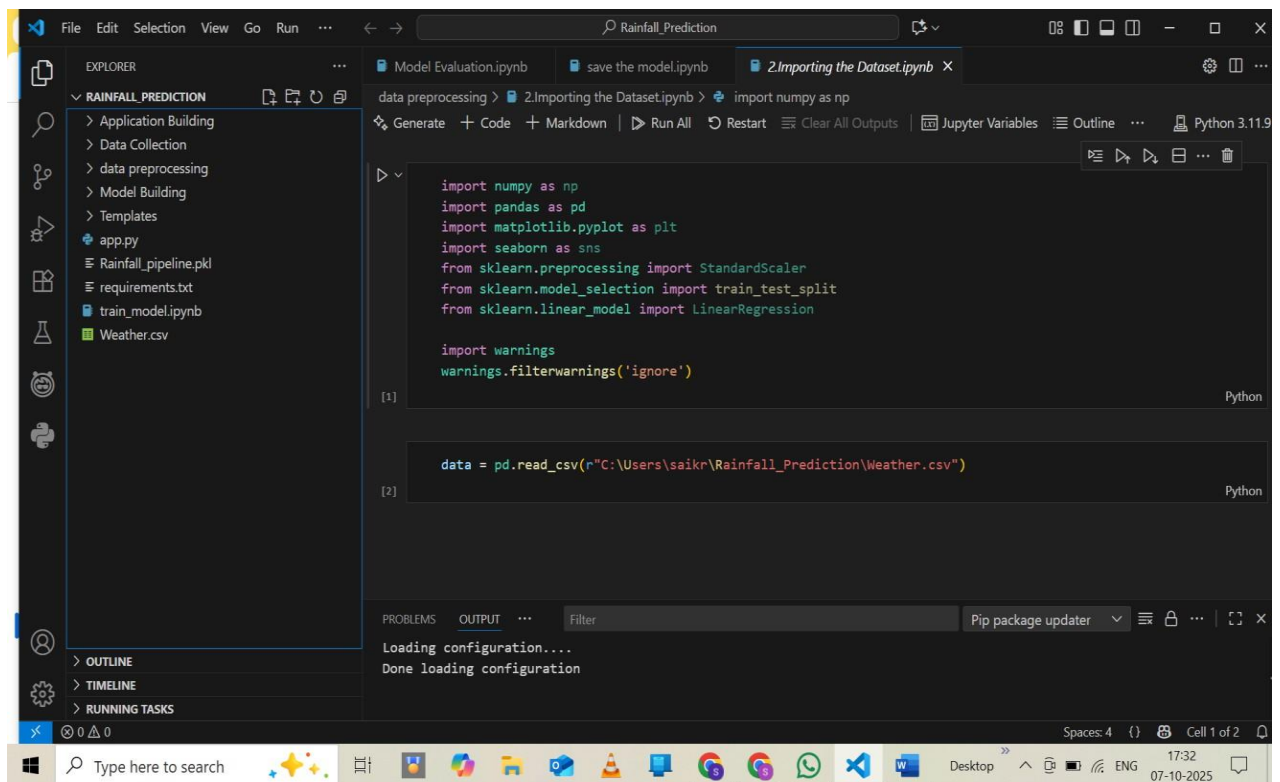 File Edit Selection View Go Run ··· Rainfall_Prediction
EXPLORER ···
RAINFALL_PREDICTION
Application Building
Data Collection
data preprocessing
Model Building
Templates
app.py
Rainfall_pipeline.pkl
requirements.txt
train_model.ipynb
Weather.csv
OUTLINE
TIMELINE
RUNNING TASKS
Model Evaluation.ipynb save the model.ipynb 2.Importing the Dataset.ipynb
data preprocessing > 2.Importing the Dataset.ipynb > import numpy as np
Generate + Code + Markdown | Run All Restart Clear All Outputs | Jupyter Variables Outline ··· Python 3.11.9
import numpy as np
import pandas as pd
import matplotlib.pyplot as plt
import seaborn as sns
from sklearn.preprocessing import StandardScaler
from sklearn.model_selection import train_test_split
from sklearn.linear_model import LinearRegression
import warnings
warnings.filterwarnings('ignore')
[1] Python
data = pd.read_csv(r"C:\Users\saikr\Rainfall_Prediction\Weather.csv")
[2] Python
PROBLEMS OUTPUT ··· Filter Pip package updater
Loading configuration....
Done loading configuration
0 0 Spaces: 4 {} Cell 1 of 2
Type here to search Desktop ENG 17:32
07-10-2025